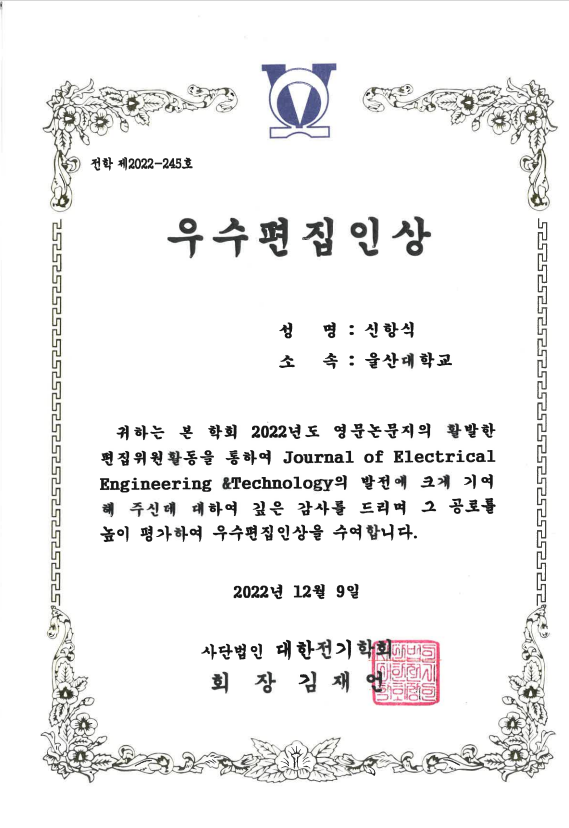 전학 제2022-245호
우수편집인상
성 명 : 신항식
소 속 : 울산대학교
귀하는 본 학회 2022년도 영문논문지의 활발한
편집위원활동을 통하여 Journal of Electrical
Engineering &Technology의 발전에 크게 기여
해 주신데 대하여 깊은 감사를 드리며 그 공로를
높이 평가하여 우수편집인상을 수여합니다.
2022년 12월 9일
사단법인 대한전기학회
회 장 김 재 언